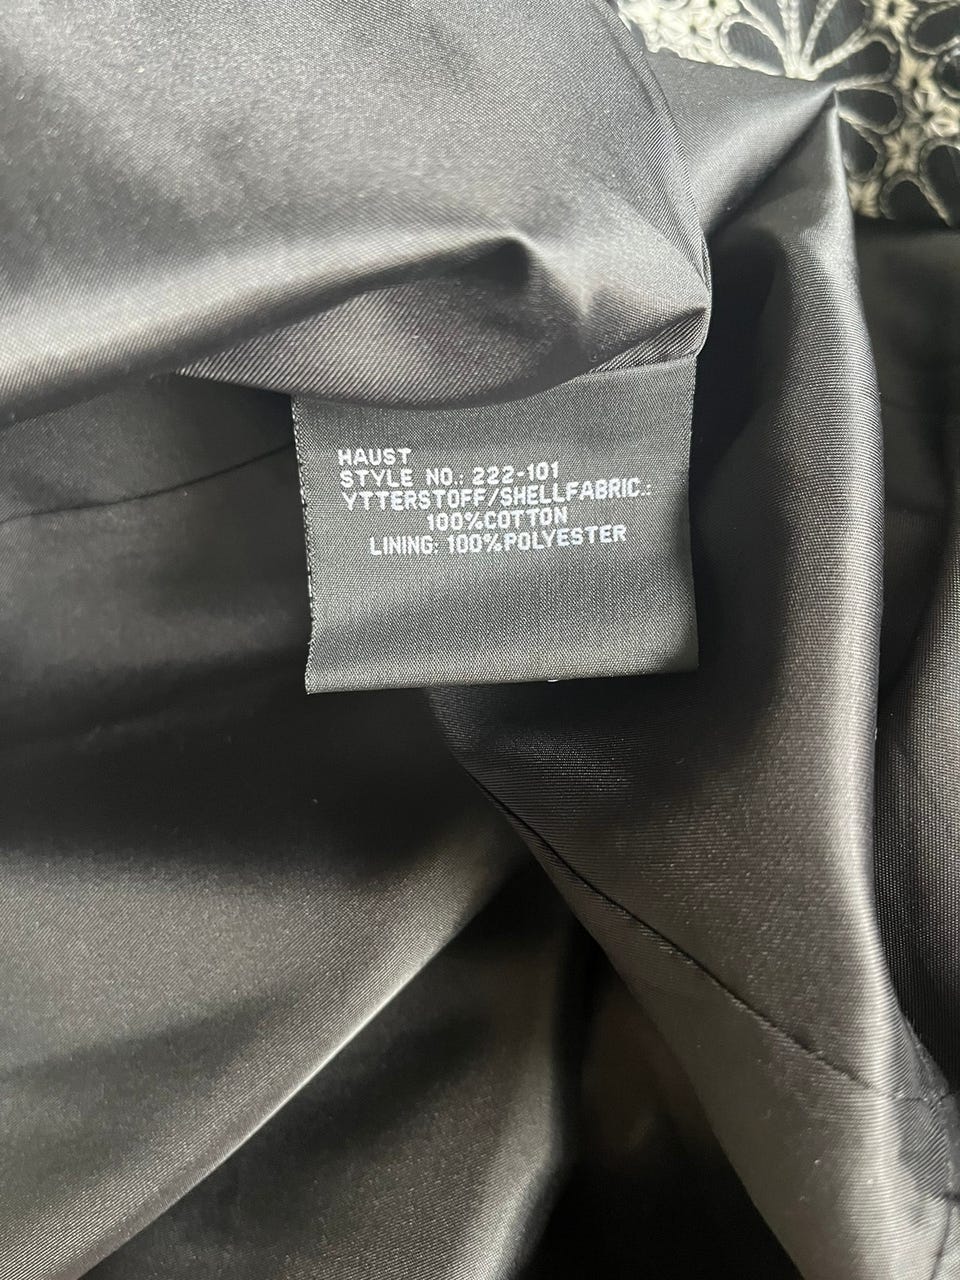 HAUST
STYLE NO.: 222-101
YTTERSTOFF/SHELLFABRIC.:
100%COTTON
LINING: 100%POLYESTER